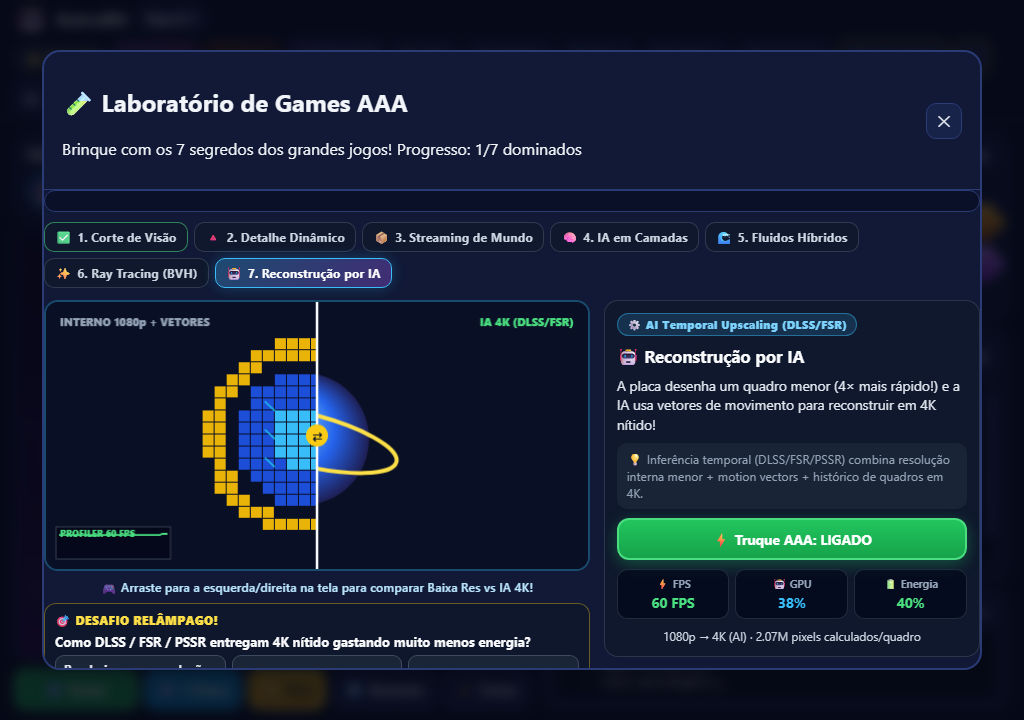 Laboratório de Games AAA
Brinque com os 7 segredos dos grandes jogos! Progresso: 1/7 dominados
1. Corte de Visão
2. Detalhe Dinâmico
3. Streaming de Mundo
4. IA em Camadas
5. Fluidos Híbridos
6. Ray Tracing (BVH)
7. Reconstrução por IA
INTERNO 1080p + VETORES
IA 4K (DLSS/FSR)
PROFILER 60 FPS
Arraste para a esquerda/direita na tela para comparar Baixa Res vs IA 4K!
DESAFIO RELÂMPAGO!
Como DLSS / FSR / PSSR entregam 4K nítido gastando muito menos energia?
AI Temporal Upscaling (DLSS/FSR)
Reconstrução por IA
A placa desenha um quadro menor (4× mais rápido!) e a
IA usa vetores de movimento para reconstruir em 4K
nítido!
Inferência temporal (DLSS/FSR/PSSR) combina resolução
interna menor + motion vectors + histórico de quadros em
4K.
Truque AAA: LIGADO
FPS
60 FPS
GPU
38%
Energia
40%
1080p → 4K (AI) · 2.07M pixels calculados/quadro